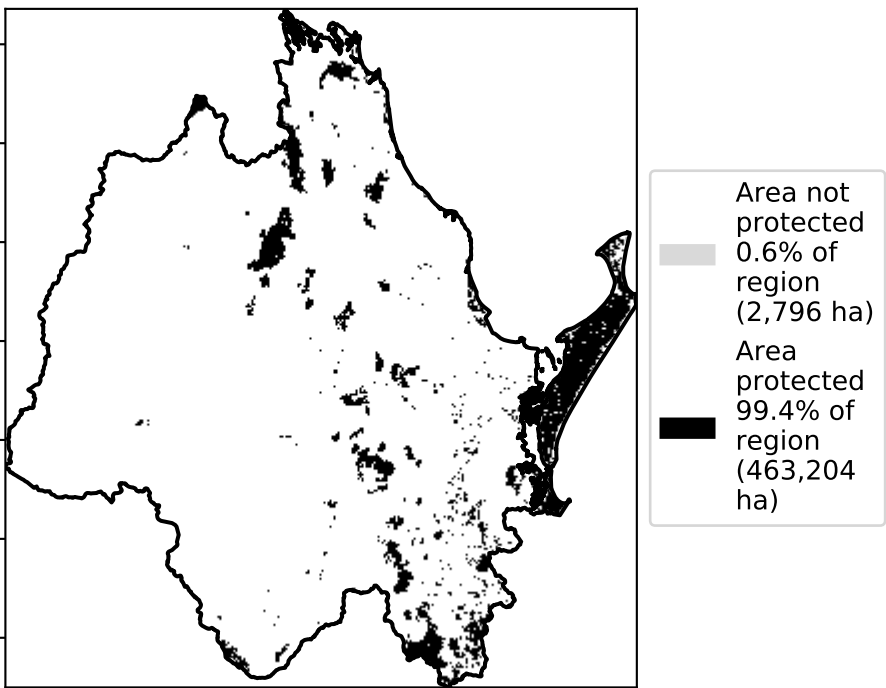 Area not
protected
0.6% of
region
(2,796 ha)
Area
protected
99.4% of
region
(463,204
ha)